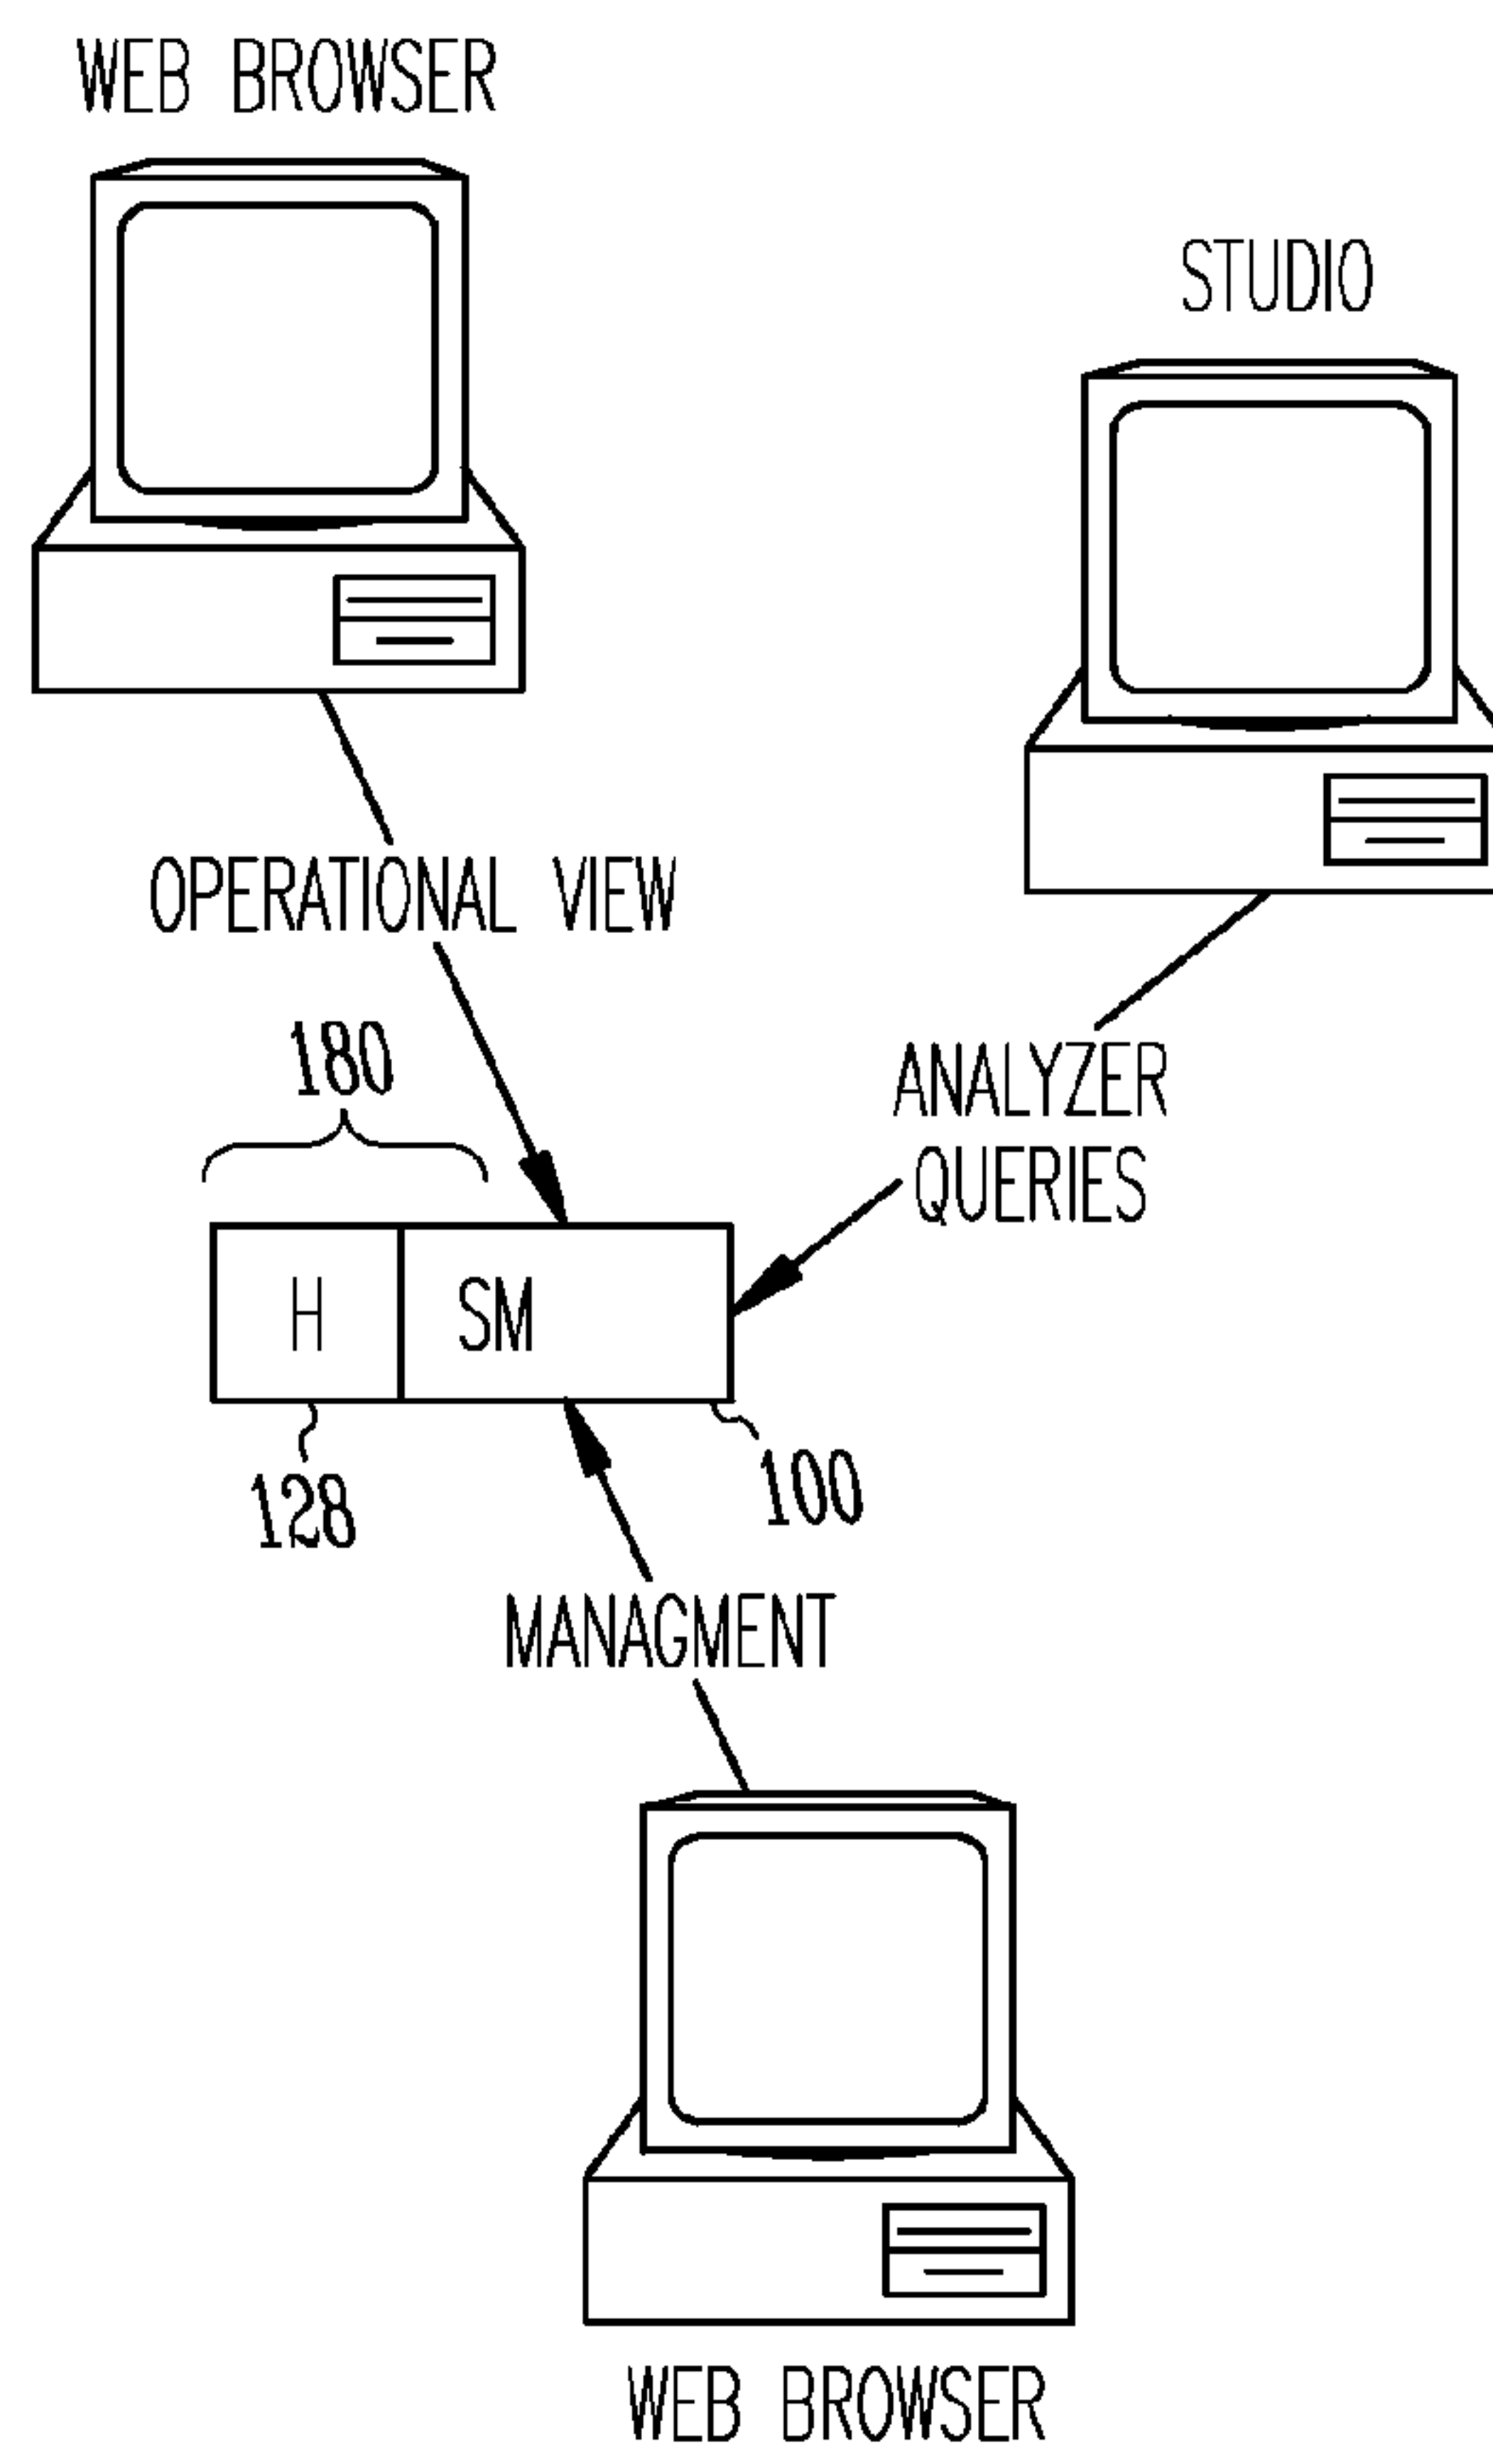 WEB BROWSER
STUDIO
OPERATIONAL VIEW
180
ANALYZER
QUERIES
H
SM
128
100
MANAGMENT
WEB BROWSER